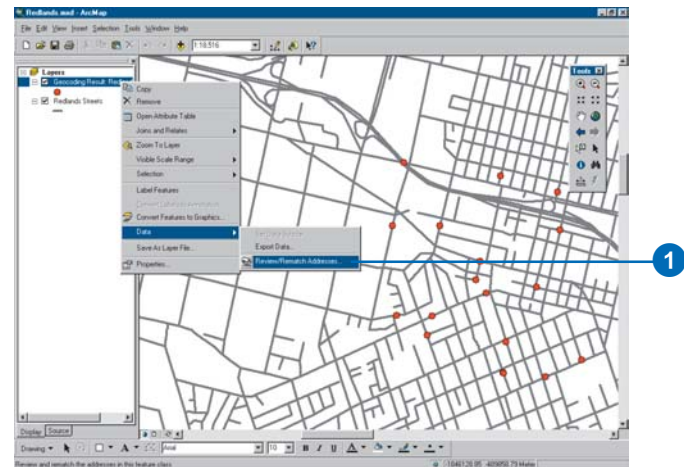 Redlands.mxd - ArcMap
File Edit View Insert Selection Tools Window Help
1:18,516
Layers
Geocoding Result: Redlan
Redlands Streets
Copy
Remove
Open Attribute Table
Joins and Relates
Zoom To Layer
Visible Scale Range
Selection
Label Features
Convert Features to Graphics...
Data
Save As Layer File...
Properties...
Export Data...
Review/Rematch Addresses...
Tools
1
Display Source
Drawing
A
Arial
10
B I U A
Review and rematch the addresses in this feature class